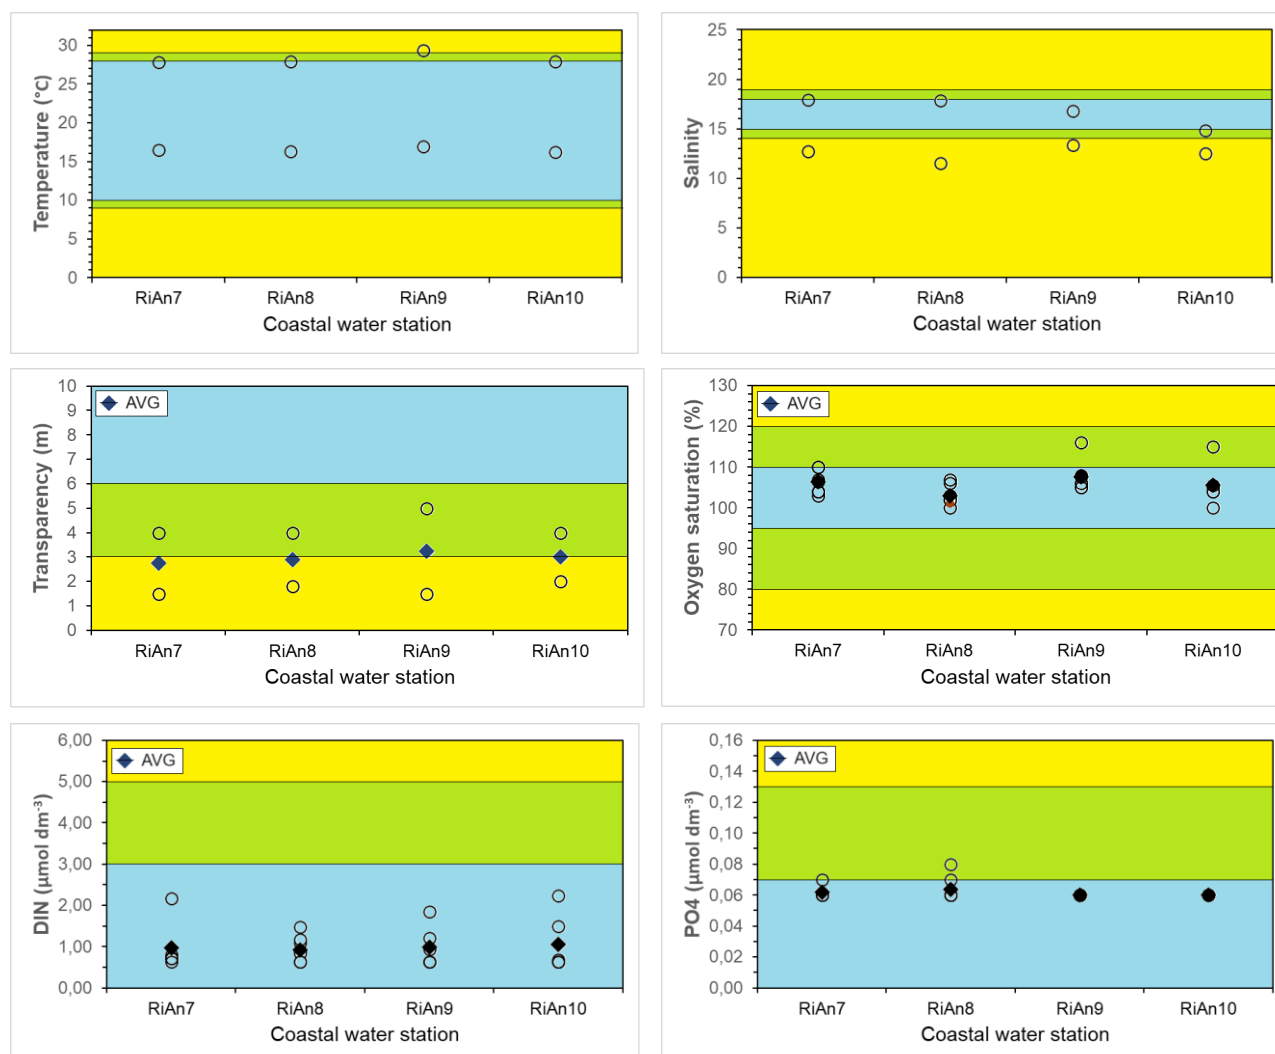 Temperature (°C)
30
25
20
15
10
5
0
RiAn7 RiAn8 RiAn9 RiAn10
Coastal water station
Salinity
25
20
15
10
5
0
RiAn7 RiAn8 RiAn9 RiAn10
Coastal water station
Transparency (m)
10
9
8
7
6
5
4
3
2
1
0
AVG
RiAn7 RiAn8 RiAn9 RiAn10
Coastal water station
Oxygen saturation (%)
130
120
110
100
90
80
70
AVG
RiAn7 RiAn8 RiAn9 RiAn10
Coastal water station
DIN (µmol dm⁻³)
6,00
5,00
4,00
3,00
2,00
1,00
0,00
AVG
RiAn7 RiAn8 RiAn9 RiAn10
Coastal water station
PO4 (µmol dm⁻³)
0,16
0,14
0,12
0,10
0,08
0,06
0,04
0,02
0,00
AVG
RiAn7 RiAn8 RiAn9 RiAn10
Coastal water station